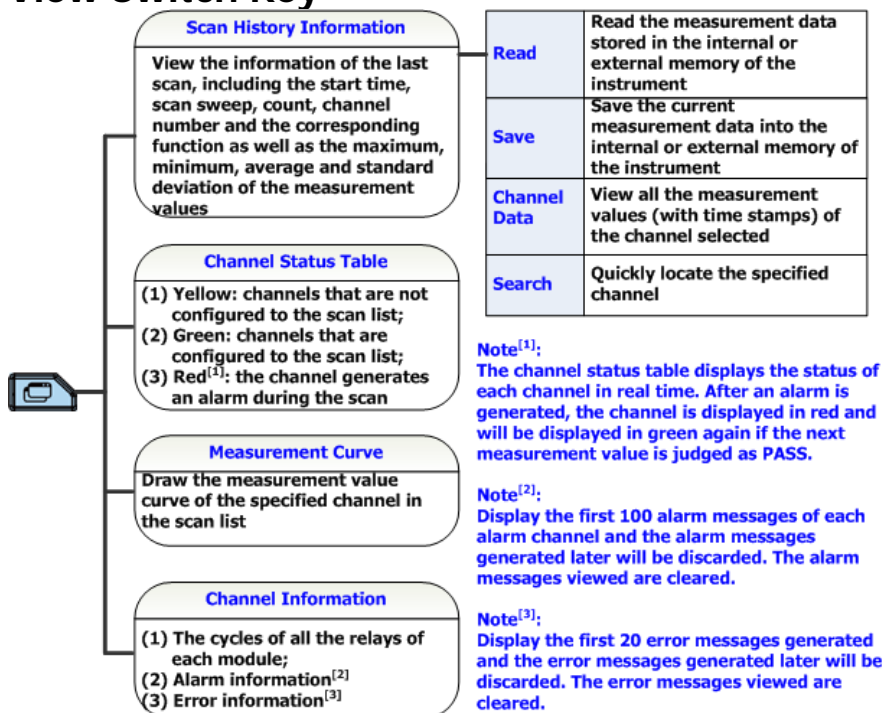 View Switch Key
Scan History Information
View the information of the last
scan, including the start time,
scan sweep, count, channel
number and the corresponding
function as well as the maximum,
minimum, average and standard
deviation of the measurement
values
Read
Read the measurement data
stored in the internal or
external memory of the
instrument
Save
Save the current
measurement data into the
internal or external memory of
the instrument
Channel
Data
View all the measurement
values (with time stamps) of
the channel selected
Search
Quickly locate the specified
channel
Channel Status Table
(1) Yellow: channels that are not
configured to the scan list;
(2) Green: channels that are
configured to the scan list;
(3) Red[1]: the channel generates
an alarm during the scan
Measurement Curve
Draw the measurement value
curve of the specified channel in
the scan list
Channel Information
(1) The cycles of all the relays of
each module;
(2) Alarm information[2]
(3) Error information[3]
Note[1]:
The channel status table displays the status of
each channel in real time. After an alarm is
generated, the channel is displayed in red and
will be displayed in green again if the next
measurement value is judged as PASS.
Note[2]:
Display the first 100 alarm messages of each
alarm channel and the alarm messages
generated later will be discarded. The alarm
messages viewed are cleared.
Note[3]:
Display the first 20 error messages generated
and the error messages generated later will be
discarded. The error messages viewed are
cleared.